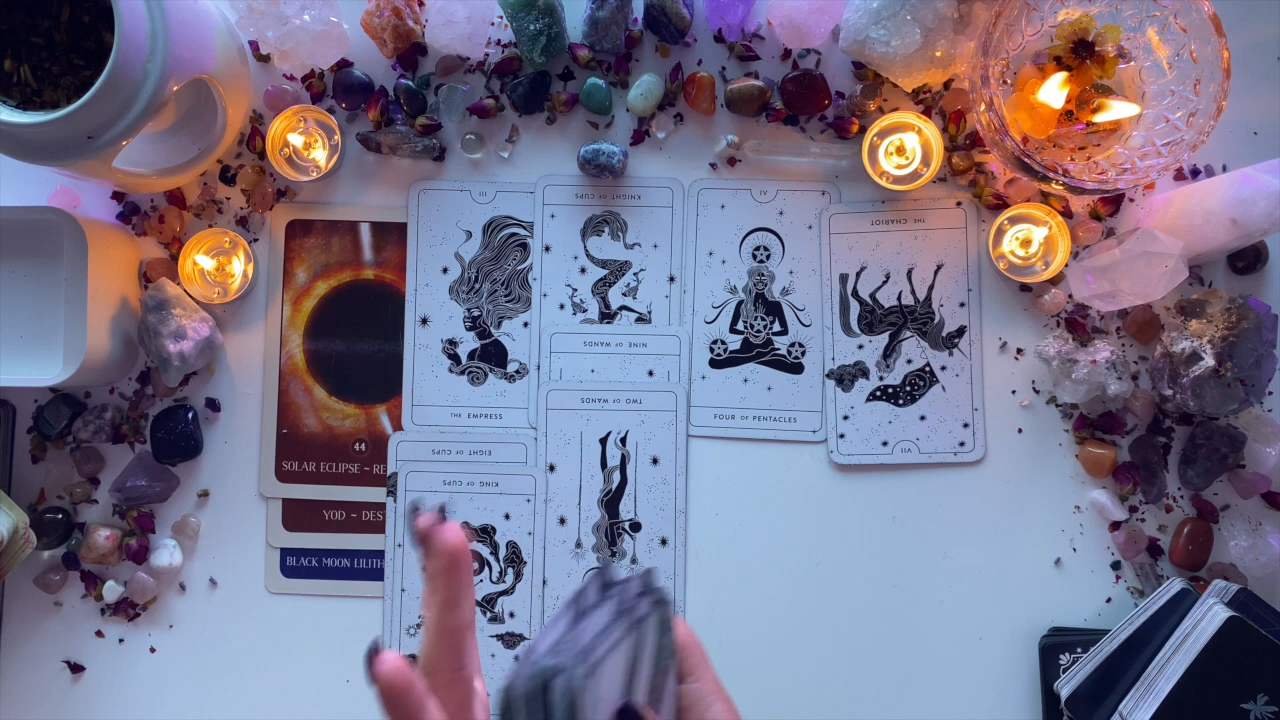 III
THE EMPRESS
KNIGHT OF CUPS
NINE OF WANDS
TWO OF WANDS
IV
FOUR OF PENTACLES
THE CHARIOT
VII
44
SOLAR ECLIPSE ~ RE
YOD ~ DEST
BLACK MOON LILITH
EIGHT OF CUPS
KING OF CUPS